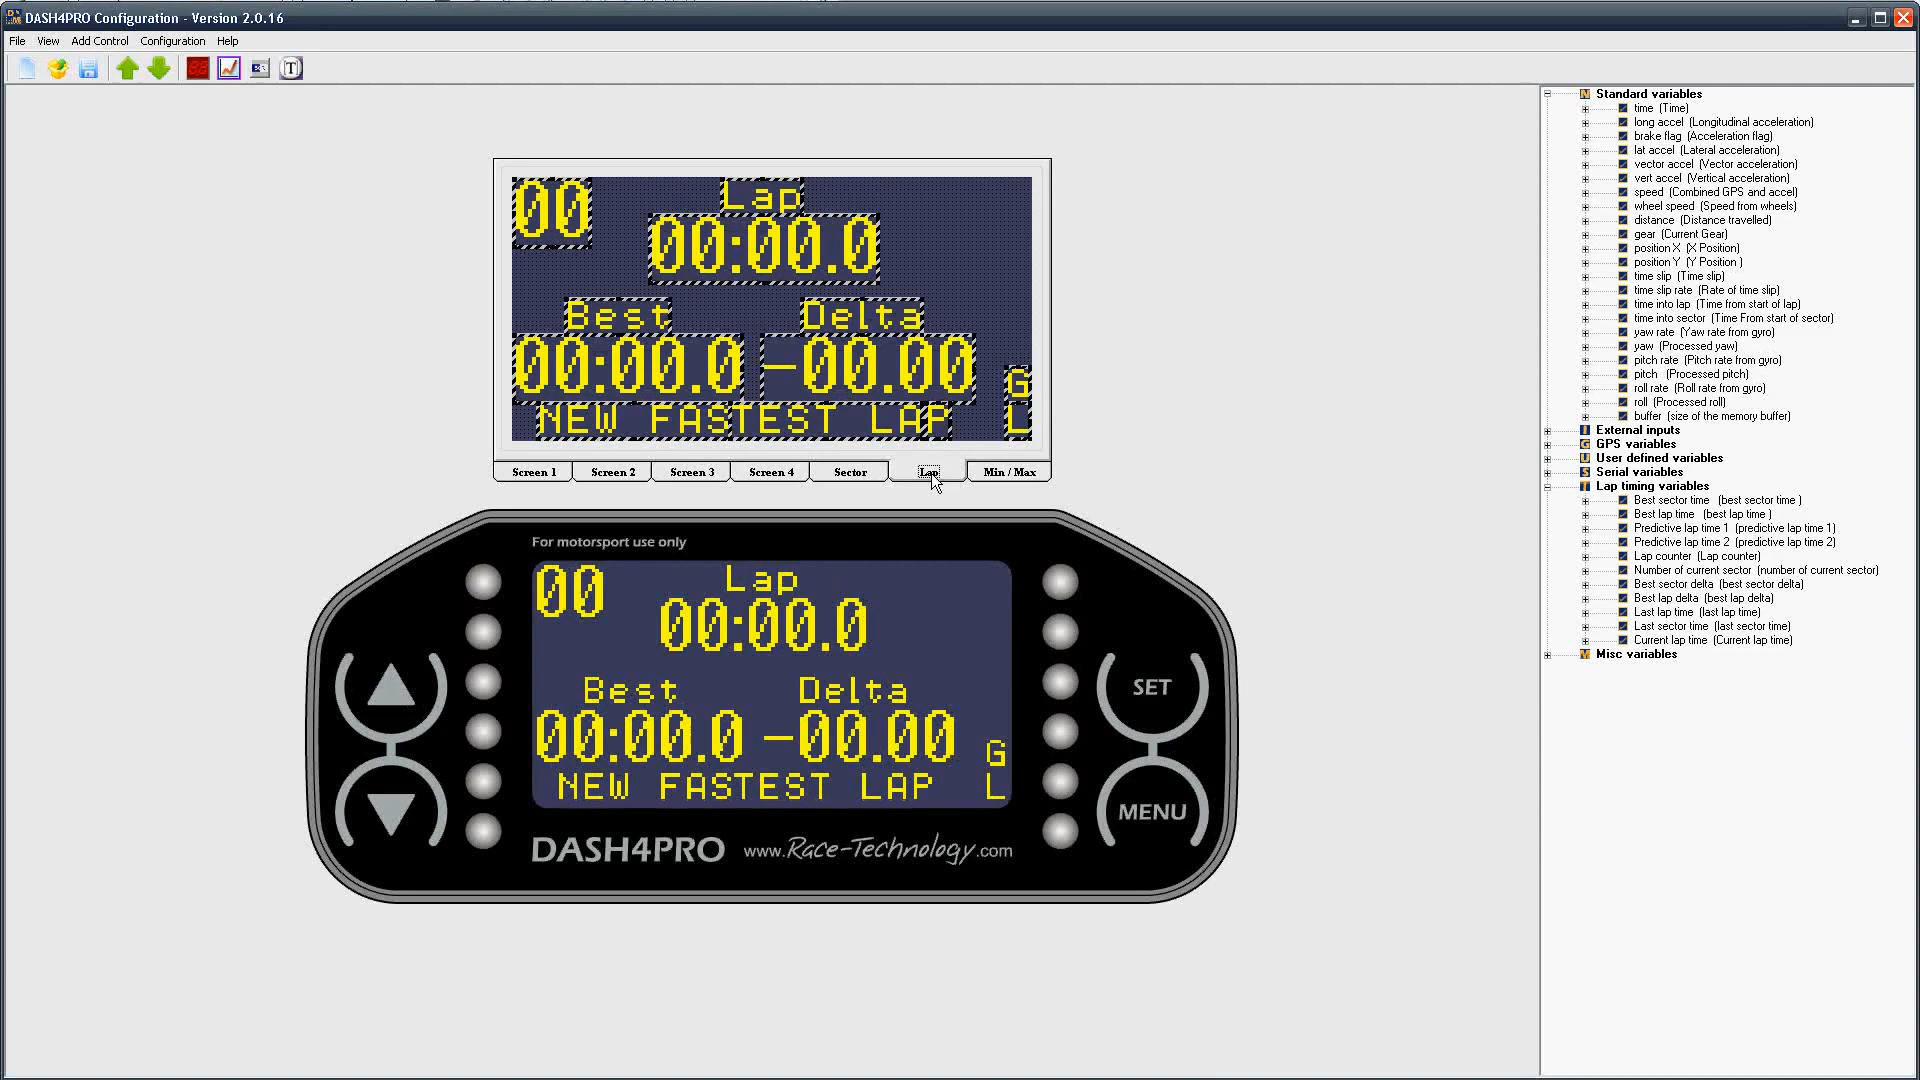 DASH4PRO Configuration - Version 2.0.16
File View Add Control Configuration Help
00
Lap
00:00.0
Best Delta
00:00.0 -00.00
G
NEW FASTEST LAP L
Screen 1 Screen 2 Screen 3 Screen 4 Sector Lap Min / Max
For motorsport use only
00
Lap
00:00.0
Best Delta
00:00.0 -00.00
G
NEW FASTEST LAP L
SET
MENU
DASH4PRO www.Race-Technology.com
Standard variables
time (Time)
long accel (Longitudinal acceleration)
brake flag (Acceleration flag)
lat accel (Lateral acceleration)
vector accel (Vector acceleration)
vert accel (Vertical acceleration)
speed (Combined GPS and accel)
wheel speed (Speed from wheels)
distance (Distance travelled)
gear (Current Gear)
position X (X Position)
position Y (Y Position )
time slip (Time slip)
time slip rate (Rate of time slip)
time into lap (Time from start of lap)
time into sector (Time From start of sector)
yaw rate (Yaw rate from gyro)
yaw (Processed yaw)
pitch rate (Pitch rate from gyro)
pitch (Processed pitch)
roll rate (Roll rate from gyro)
roll (Processed roll)
buffer (size of the memory buffer)
External inputs
GPS variables
User defined variables
Serial variables
Lap timing variables
Best sector time (best sector time )
Best lap time (best lap time )
Predictive lap time 1 (predictive lap time 1)
Predictive lap time 2 (predictive lap time 2)
Lap counter (Lap counter)
Number of current sector (number of current sector)
Best sector delta (best sector delta)
Best lap delta (best lap delta)
Last lap time (last lap time)
Last sector time (last sector time)
Current lap time (Current lap time)
Misc variables